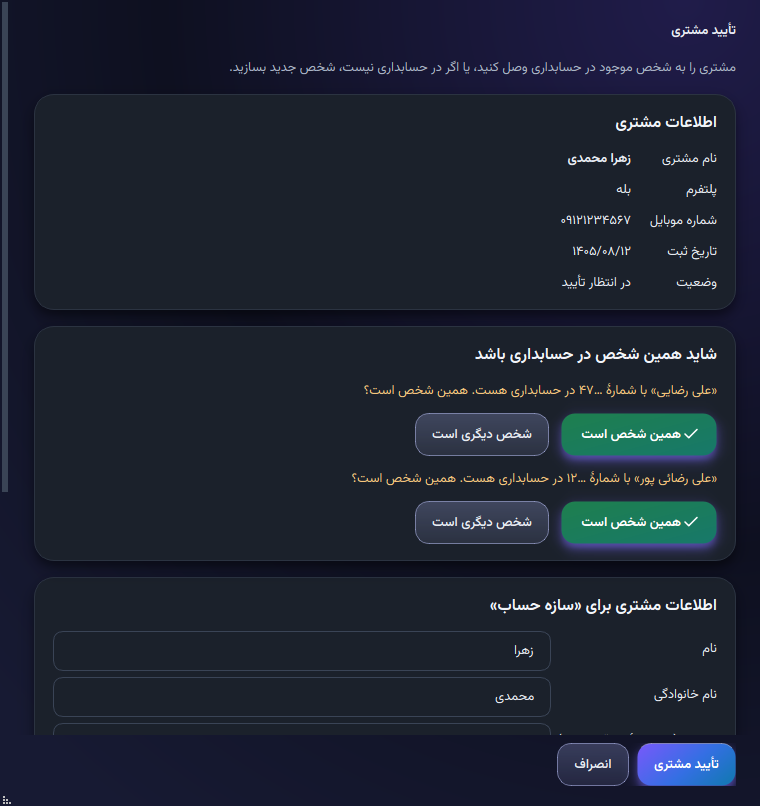 تأیید مشتری
مشتری را به شخص موجود در حسابداری وصل کنید، یا اگر در حسابداری نیست، شخص جدید بسازید.
اطلاعات مشتری
نام مشتری زهرا محمدی
پلتفرم بله
شماره موبایل ۰۹۱۲۱۲۳۴۵۶۷
تاریخ ثبت ۱۴۰۵/۰۸/۱۲
وضعیت در انتظار تأیید
شاید همین شخص در حسابداری باشد
«علی رضایی» با شمارهٔ …۴۷ در حسابداری هست. همین شخص است؟
✓ همین شخص است شخص دیگری است
«علی رضائی پور» با شمارهٔ …۱۲ در حسابداری هست. همین شخص است؟
✓ همین شخص است شخص دیگری است
اطلاعات مشتری برای «سازه حساب»
نام زهرا
نام خانوادگی محمدی
تأیید مشتری انصراف